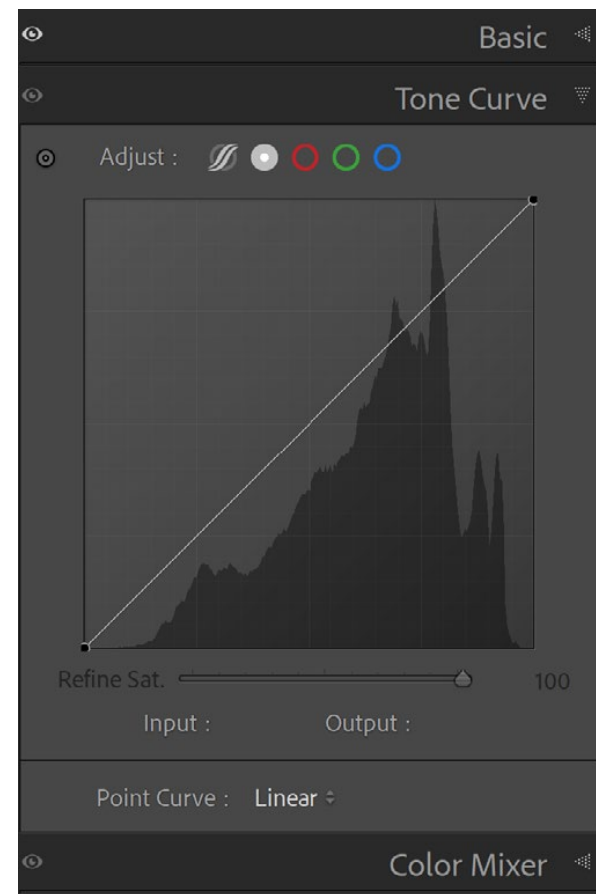 Basic
Tone Curve
Adjust :
Refine Sat. 100
Input : Output :
Point Curve : Linear
Color Mixer